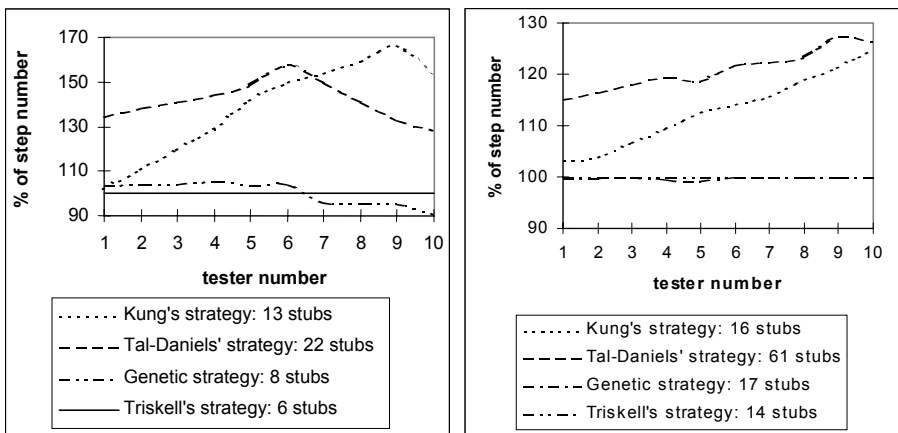 % of step number
170
150
130
110
90
1 2 3 4 5 6 7 8 9 10
tester number
Kung's strategy: 13 stubs
Tal-Daniels' strategy: 22 stubs
Genetic strategy: 8 stubs
Triskell's strategy: 6 stubs
% of step number
130
120
110
100
90
1 2 3 4 5 6 7 8 9 10
tester number
Kung's strategy: 16 stubs
Tal-Daniels' strategy: 61 stubs
Genetic strategy: 17 stubs
Triskell's strategy: 14 stubs